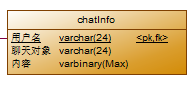 chatInfo
用户名 varchar(24) <pk,fk>
聊天对象 varchar(24)
内容 varbinary(Max)